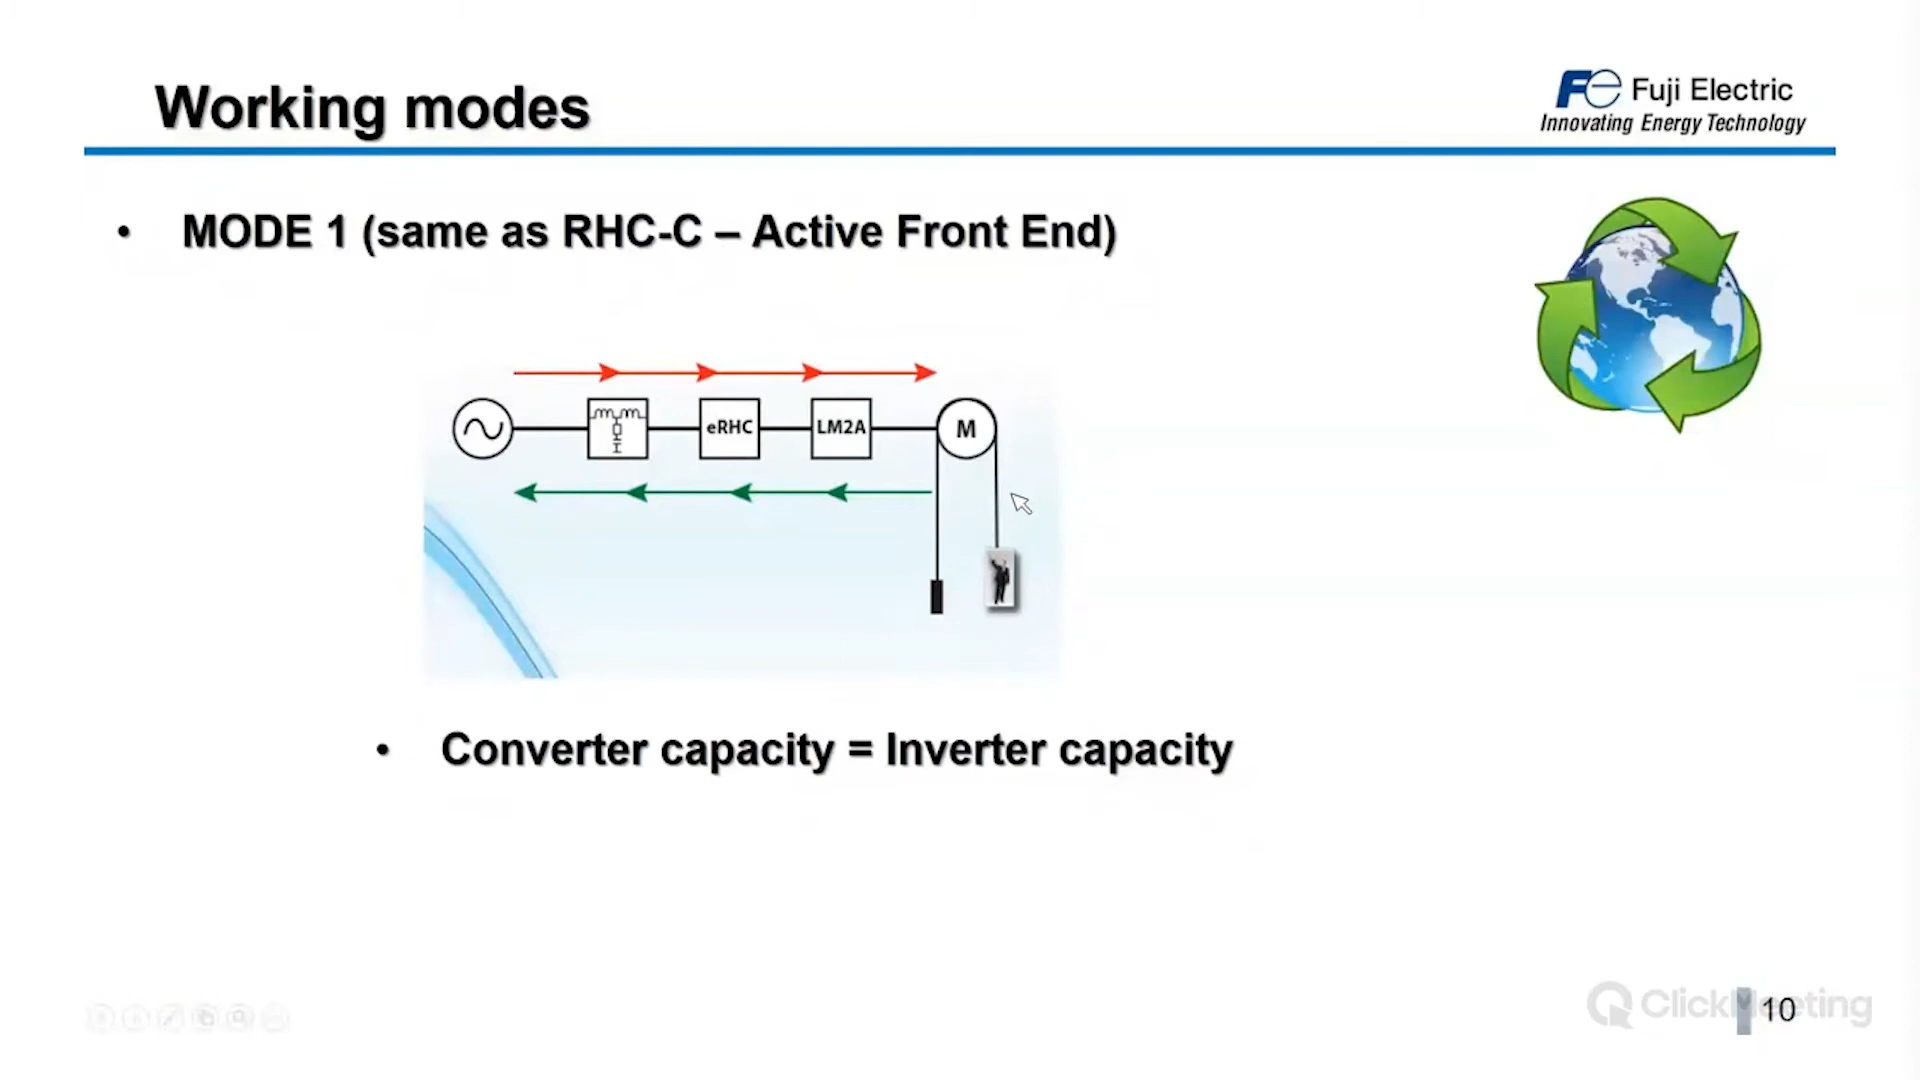 Working modes
Fe Fuji Electric
Innovating Energy Technology
• MODE 1 (same as RHC-C – Active Front End)
eRHC
LM2A
M
• Converter capacity = Inverter capacity
ClickMeeting
10